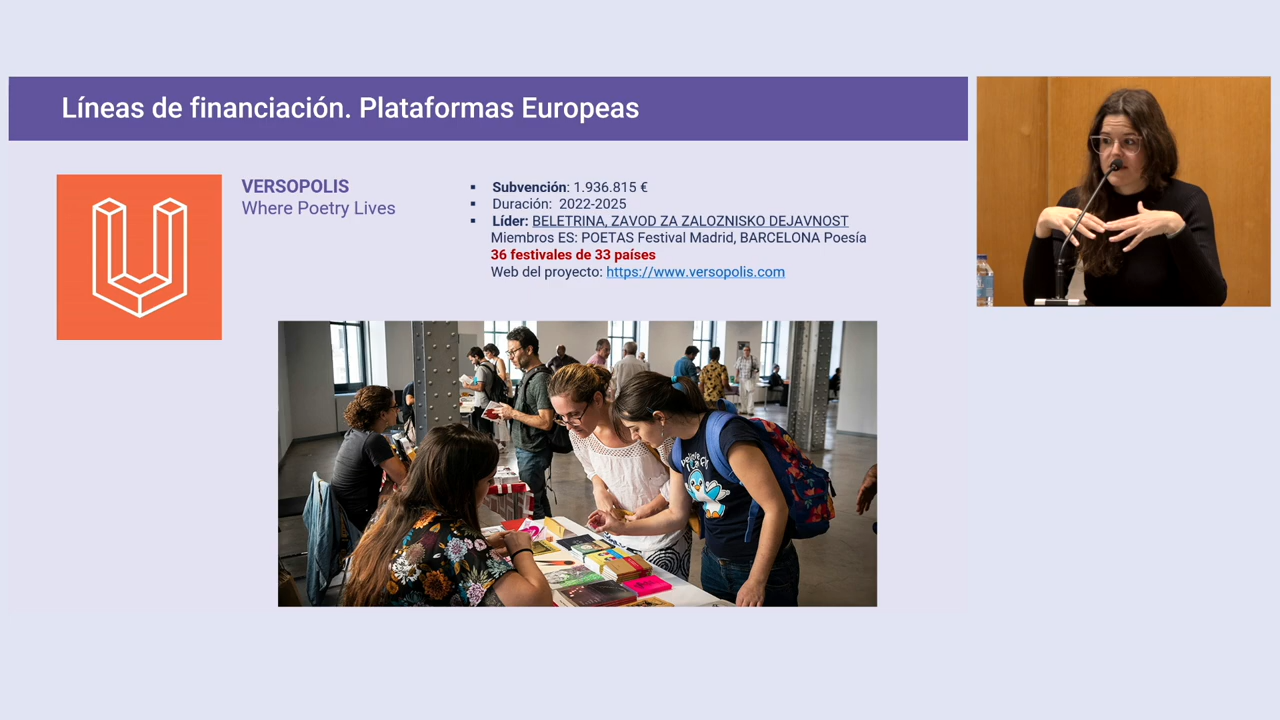 Líneas de financiación. Plataformas Europeas
VERSOPOLIS
Where Poetry Lives
▪ Subvención: 1.936.815 €
▪ Duración: 2022-2025
▪ Líder: BELETRINA, ZAVOD ZA ZALOZNISKO DEJAVNOST
Miembros ES: POETAS Festival Madrid, BARCELONA Poesía
36 festivales de 33 países
Web del proyecto: https://www.versopolis.com